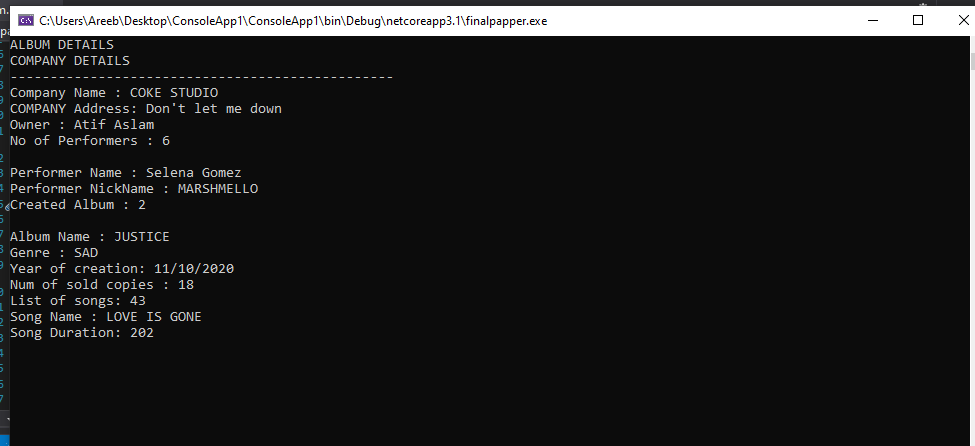 C:\Users\Areeb\Desktop\ConsoleApp1\ConsoleApp1\bin\Debug\netcoreapp3.1\finalpapper.exe
ALBUM DETAILS
COMPANY DETAILS
------------------------------------------------
Company Name : COKE STUDIO
COMPANY Address: Don't let me down
Owner : Atif Aslam
No of Performers : 6
Performer Name : Selena Gomez
Performer NickName : MARSHMELLO
Created Album : 2
Album Name : JUSTICE
Genre : SAD
Year of creation: 11/10/2020
Num of sold copies : 18
List of songs: 43
Song Name : LOVE IS GONE
Song Duration: 202